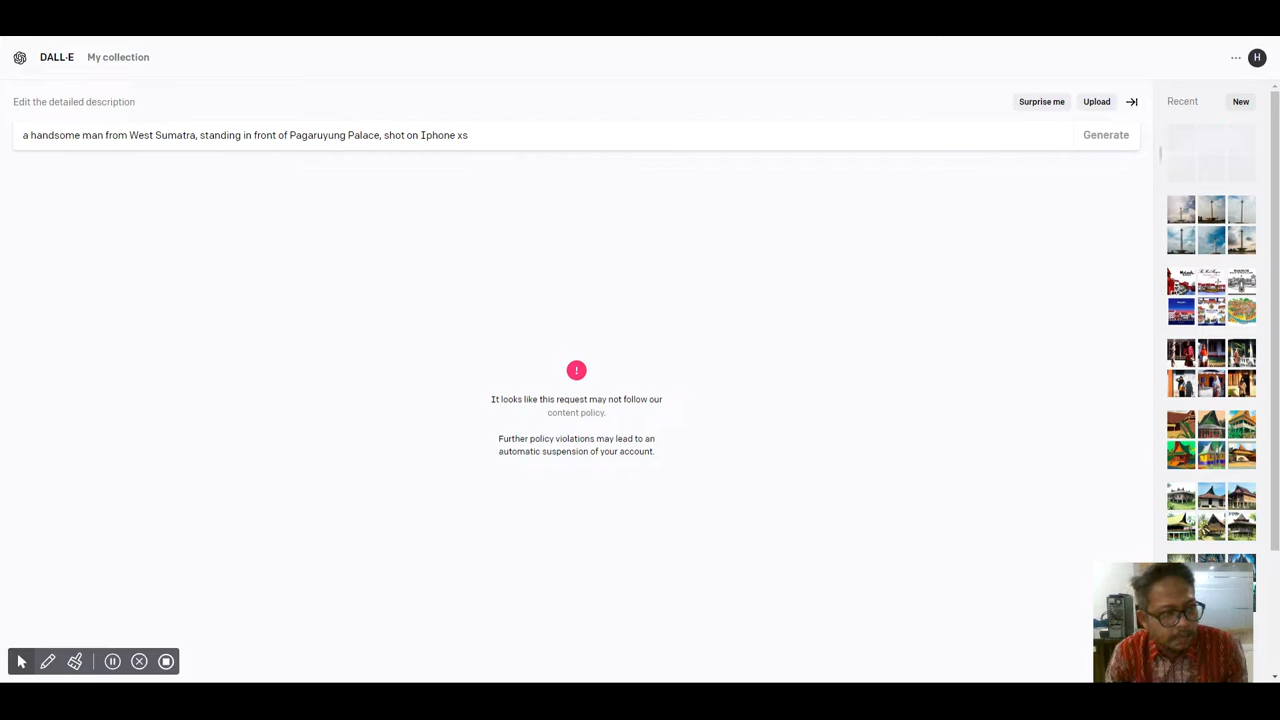 DALL·E My collection
H
Edit the detailed description
Surprise me Upload
Recent New
a handsome man from West Sumatra, standing in front of Pagaruyung Palace, shot on Iphone xs
Generate
!
It looks like this request may not follow our
content policy.
Further policy violations may lead to an
automatic suspension of your account.